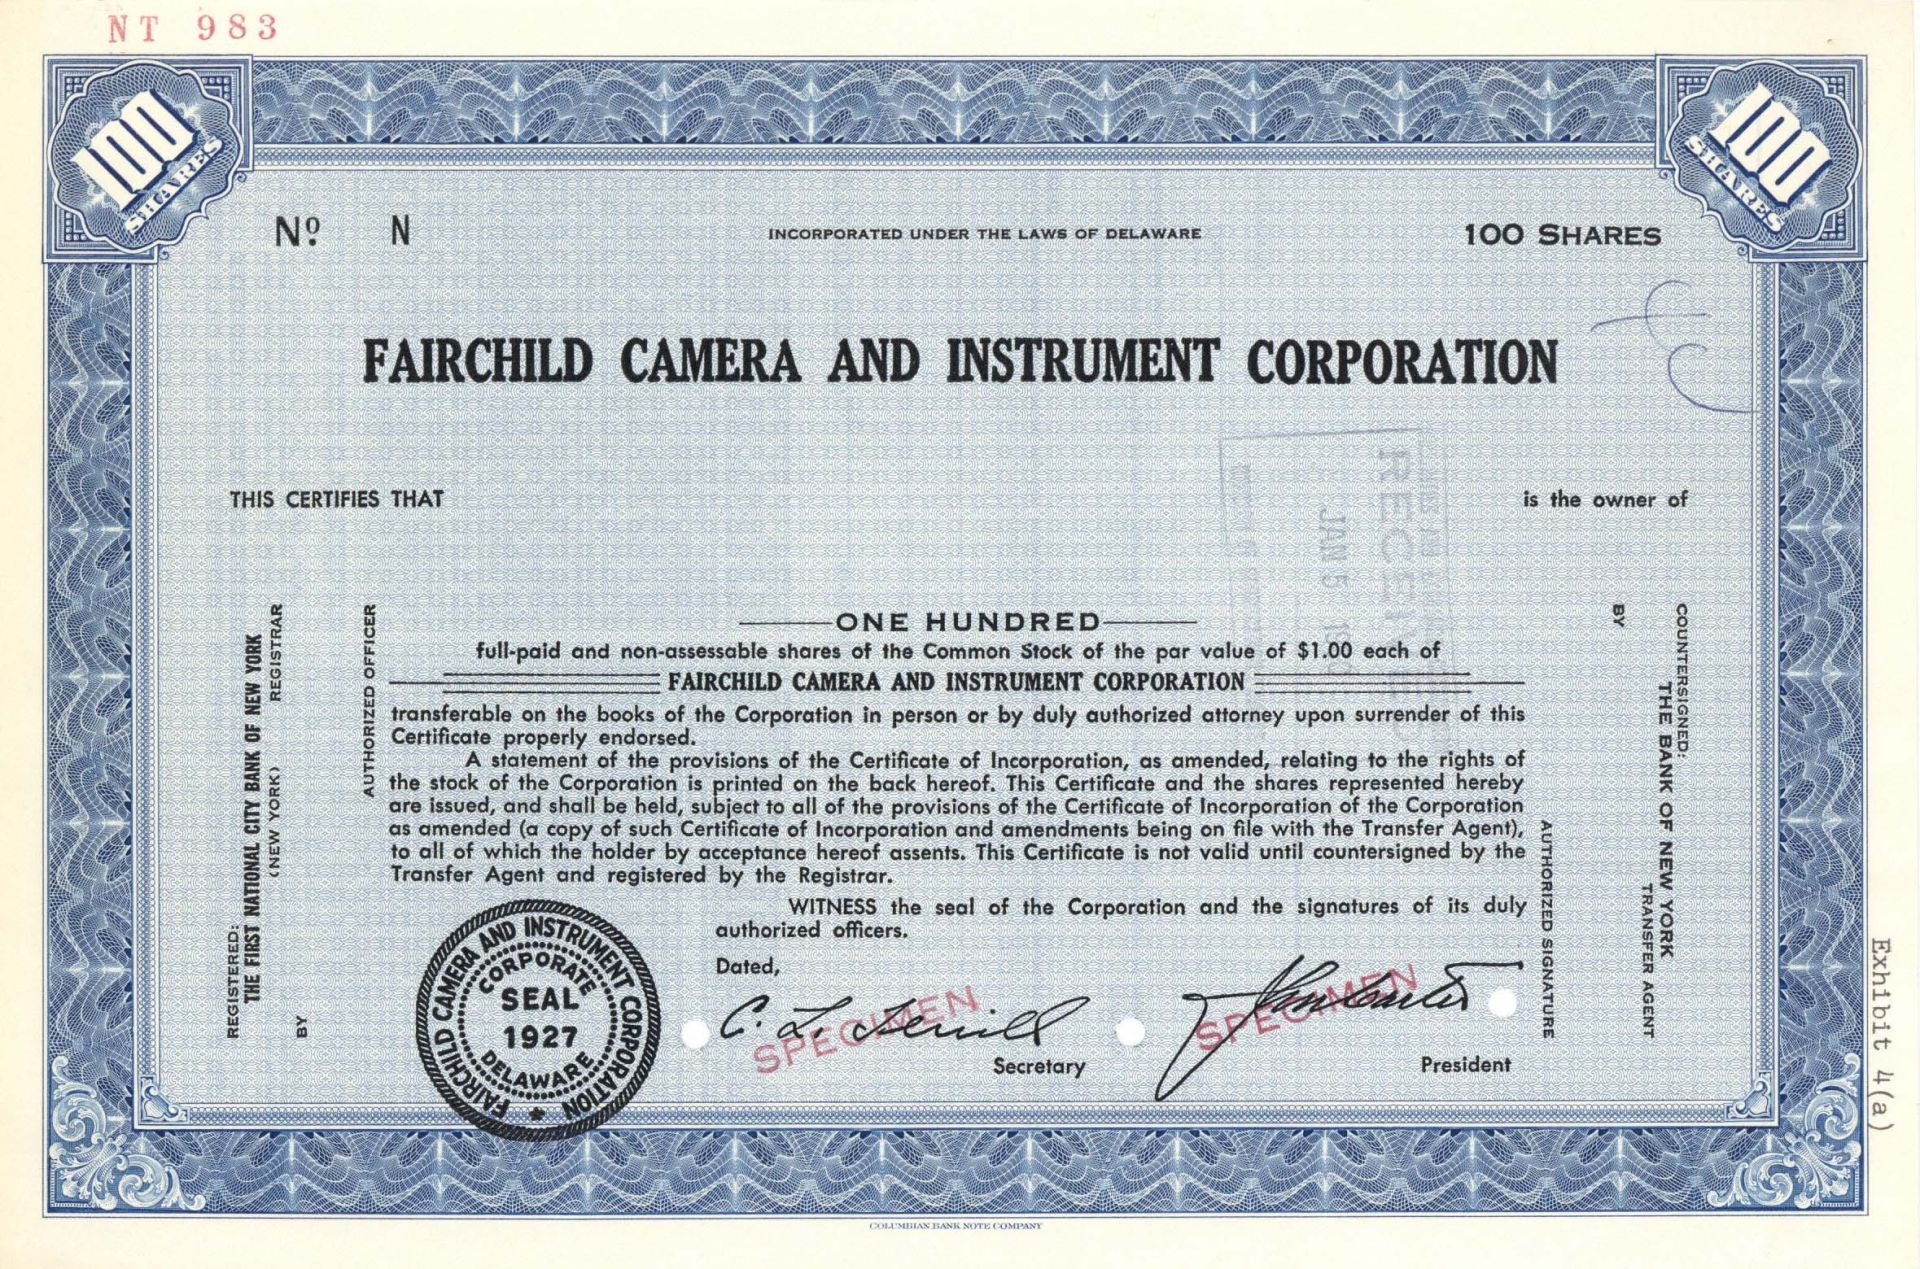 NT 983
100 SHARES
100 SHARES
Nº N
INCORPORATED UNDER THE LAWS OF DELAWARE
100 SHARES
FAIRCHILD CAMERA AND INSTRUMENT CORPORATION
THIS CERTIFIES THAT
is the owner of
RECEIVED
JAN 5
ONE HUNDRED
full-paid and non-assessable shares of the Common Stock of the par value of $1.00 each of
FAIRCHILD CAMERA AND INSTRUMENT CORPORATION
transferable on the books of the Corporation in person or by duly authorized attorney upon surrender of this
Certificate properly endorsed.
A statement of the provisions of the Certificate of Incorporation, as amended, relating to the rights of
the stock of the Corporation is printed on the back hereof. This Certificate and the shares represented hereby
are issued, and shall be held, subject to all of the provisions of the Certificate of Incorporation of the Corporation
as amended (a copy of such Certificate of Incorporation and amendments being on file with the Transfer Agent),
to all of which the holder by acceptance hereof assents. This Certificate is not valid until countersigned by the
Transfer Agent and registered by the Registrar.
WITNESS the seal of the Corporation and the signatures of its duly
authorized officers.
Dated,
SPECIMEN
Secretary
SPECIMEN
President
FAIRCHILD CAMERA AND INSTRUMENT CORPORATION
CORPORATE
SEAL
1927
DELAWARE
REGISTERED:
THE FIRST NATIONAL CITY BANK OF NEW YORK
(NEW YORK) REGISTRAR
BY
AUTHORIZED OFFICER
COUNTERSIGNED:
THE BANK OF NEW YORK
TRANSFER AGENT
BY
AUTHORIZED SIGNATURE
Exhibit 4(a)
COLUMBIAN BANK NOTE COMPANY